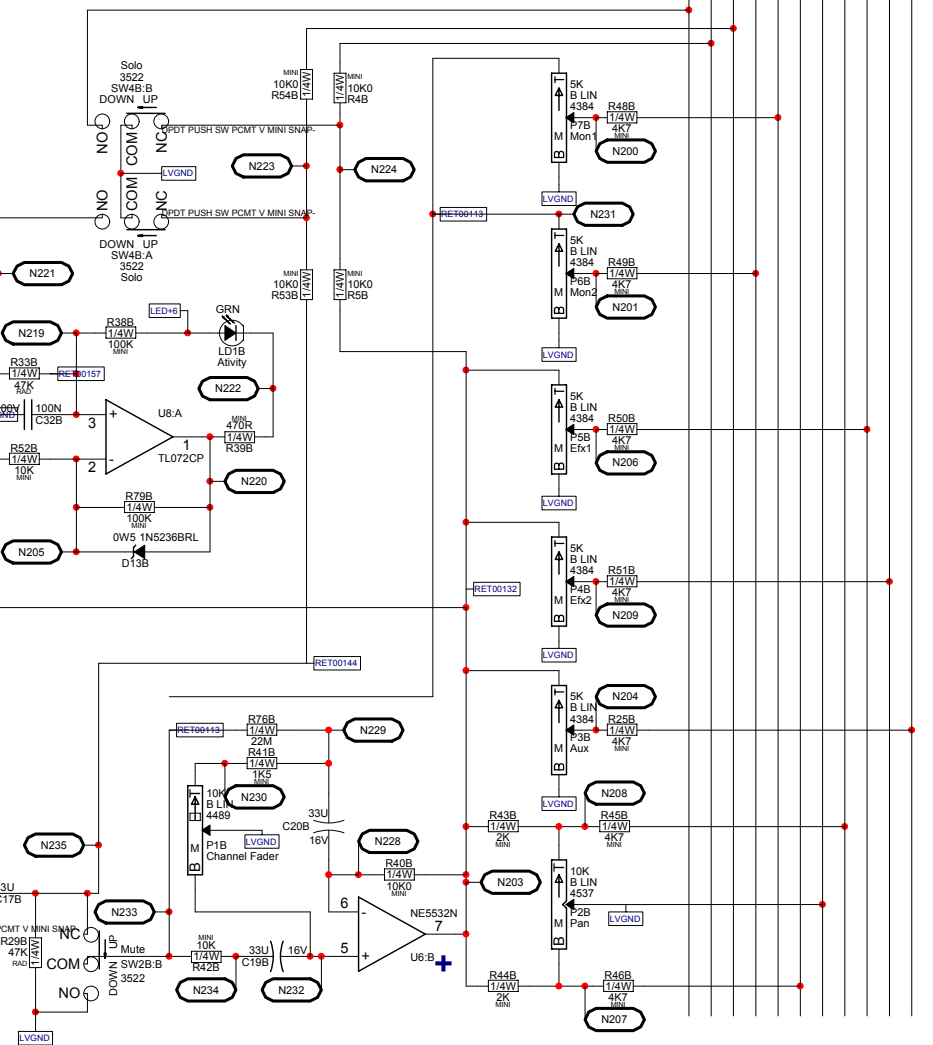 Solo
3522
SW4B:B
DOWN UP
NO
COM
NC
DPDT PUSH SW PCMT V MINI SNAP-
LVGND
NO
COM
NC
DPDT PUSH SW PCMT V MINI SNAP-
DOWN UP
SW4B:A
3522
Solo
MINI
10K0
R54B
1/4W
MINI
10K0
R4B
1/4W
N223
N224
MINI
10K0
R53B
1/4W
MINI
10K0
R5B
1/4W
5K
B LIN
4384
P7B
Mon1
T
M
B
R48B
1/4W
4K7
MINI
N200
LVGND
RET00113
N231
5K
B LIN
4384
P6B
Mon2
T
M
B
R49B
1/4W
4K7
MINI
N201
LVGND
N221
N219
R38B
1/4W
100K
MINI
LED+6
GRN
LD1B
Ativity
N222
R33B
1/4W
47K
RAD
RET00157
100N
C32B
R52B
1/4W
10K
MINI
+
3
-
2
U8:A
1
TL072CP
MINI
470R
1/4W
R39B
N220
R79B
1/4W
100K
MINI
0W5 1N5236BRL
D13B
N205
5K
B LIN
4384
P5B
Efx1
T
M
B
R50B
1/4W
4K7
MINI
N206
LVGND
5K
B LIN
4384
P4B
Efx2
T
M
B
R51B
1/4W
4K7
MINI
N209
LVGND
RET00132
RET00144
5K
B LIN
4384
P3B
Aux
T
M
B
N204
R25B
1/4W
4K7
MINI
LVGND
RET00113
R76B
1/4W
22M
R41B
1/4W
1K5
MINI
N229
N230
10K
B LIN
4489
P1B
Channel Fader
T
M
B
LVGND
33U
C20B
16V
N228
R40B
1/4W
10K0
MINI
6
-
5
+
NE5532N
7
U6:B
N203
R43B
1/4W
2K
MINI
N208
R45B
1/4W
4K7
MINI
10K
B LIN
4537
P2B
Pan
T
M
B
LVGND
R44B
1/4W
2K
MINI
R46B
1/4W
4K7
MINI
N207
N235
3U
C17B
N233
PCMT V MINI SNAP-
R29B
47K
RAD
1/4W
NC
COM
NO
UP
DOWN
Mute
SW2B:B
3522
LVGND
MINI
10K
1/4W
R42B
33U
C19B
16V
N234
N232